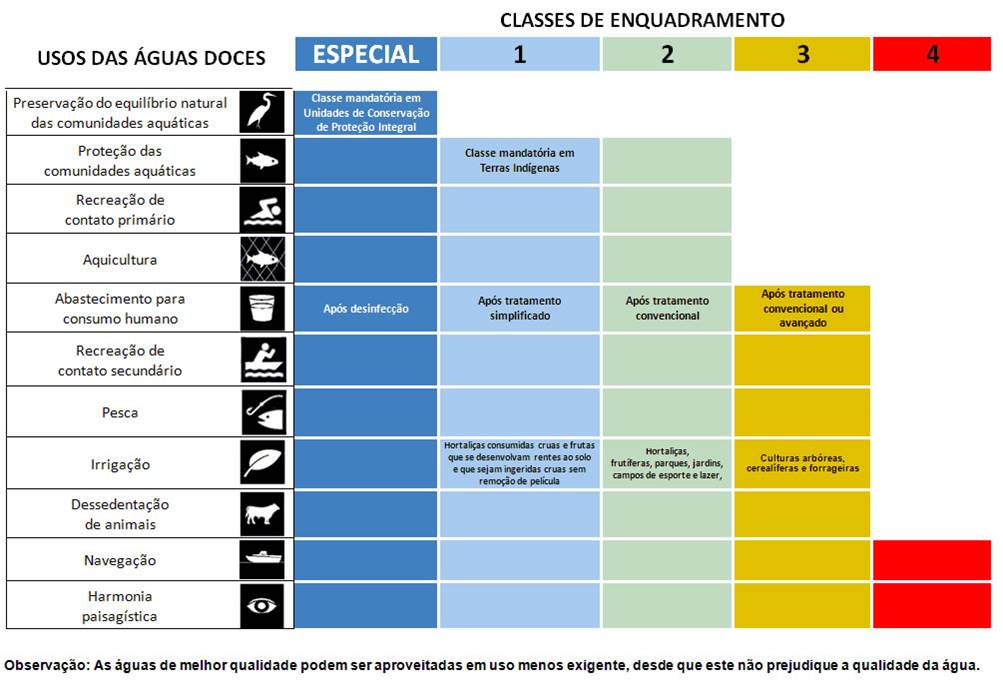 CLASSES DE ENQUADRAMENTO
USOS DAS ÁGUAS DOCES
ESPECIAL
1
2
3
4
Preservação do equilíbrio natural
das comunidades aquáticas
Classe mandatória em
Unidades de Conservação
de Proteção Integral
Proteção das
comunidades aquáticas
Classe mandatória em
Terras Indígenas
Recreação de
contato primário
Aquicultura
Abastecimento para
consumo humano
Após desinfecção
Após tratamento
simplificado
Após tratamento
convencional
Após tratamento
convencional ou
avançado
Recreação de
contato secundário
Pesca
Irrigação
Hortaliças consumidas cruas e frutas
que se desenvolvam rentes ao solo
e que sejam ingeridas cruas sem
remoção de película
Hortaliças,
frutíferas, parques, jardins,
campos de esporte e lazer,
Culturas arbóreas,
cerealíferas e forrageiras
Dessedentação
de animais
Navegação
Harmonia
paisagística
Observação: As águas de melhor qualidade podem ser aproveitadas em uso menos exigente, desde que este não prejudique a qualidade da água.